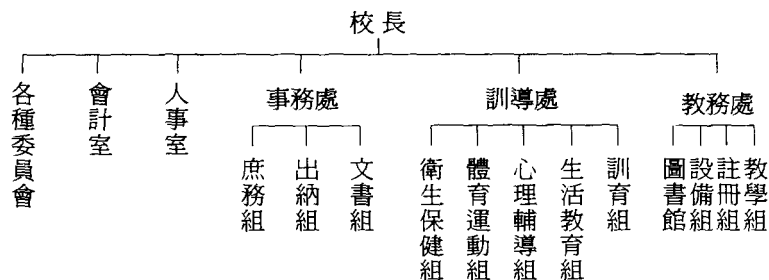 校長
各種委員會
會計室
人事室
事務處
訓導處
教務處
庶務組
出納組
文書組
衛生保健組
體育運動組
心理輔導組
生活教育組
訓育組
圖書館
設備組
註冊組
教學組